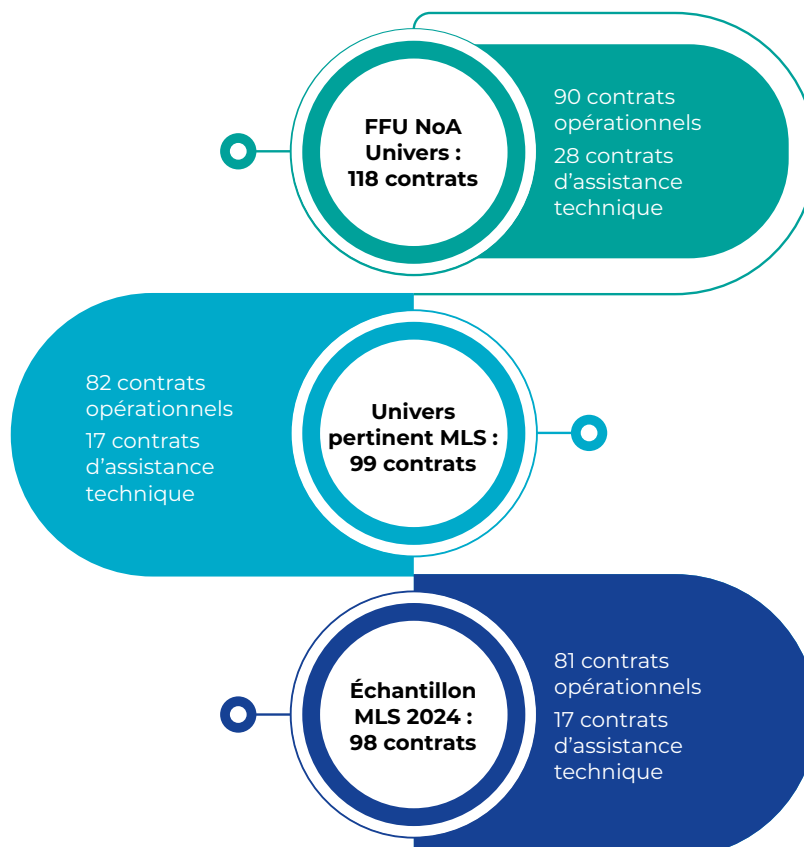 FFU NoA
Univers :
118 contrats
90 contrats
opérationnels
28 contrats
d’assistance
technique
82 contrats
opérationnels
17 contrats
d’assistance
technique
Univers
pertinent MLS :
99 contrats
Échantillon
MLS 2024 :
98 contrats
81 contrats
opérationnels
17 contrats
d’assistance
technique